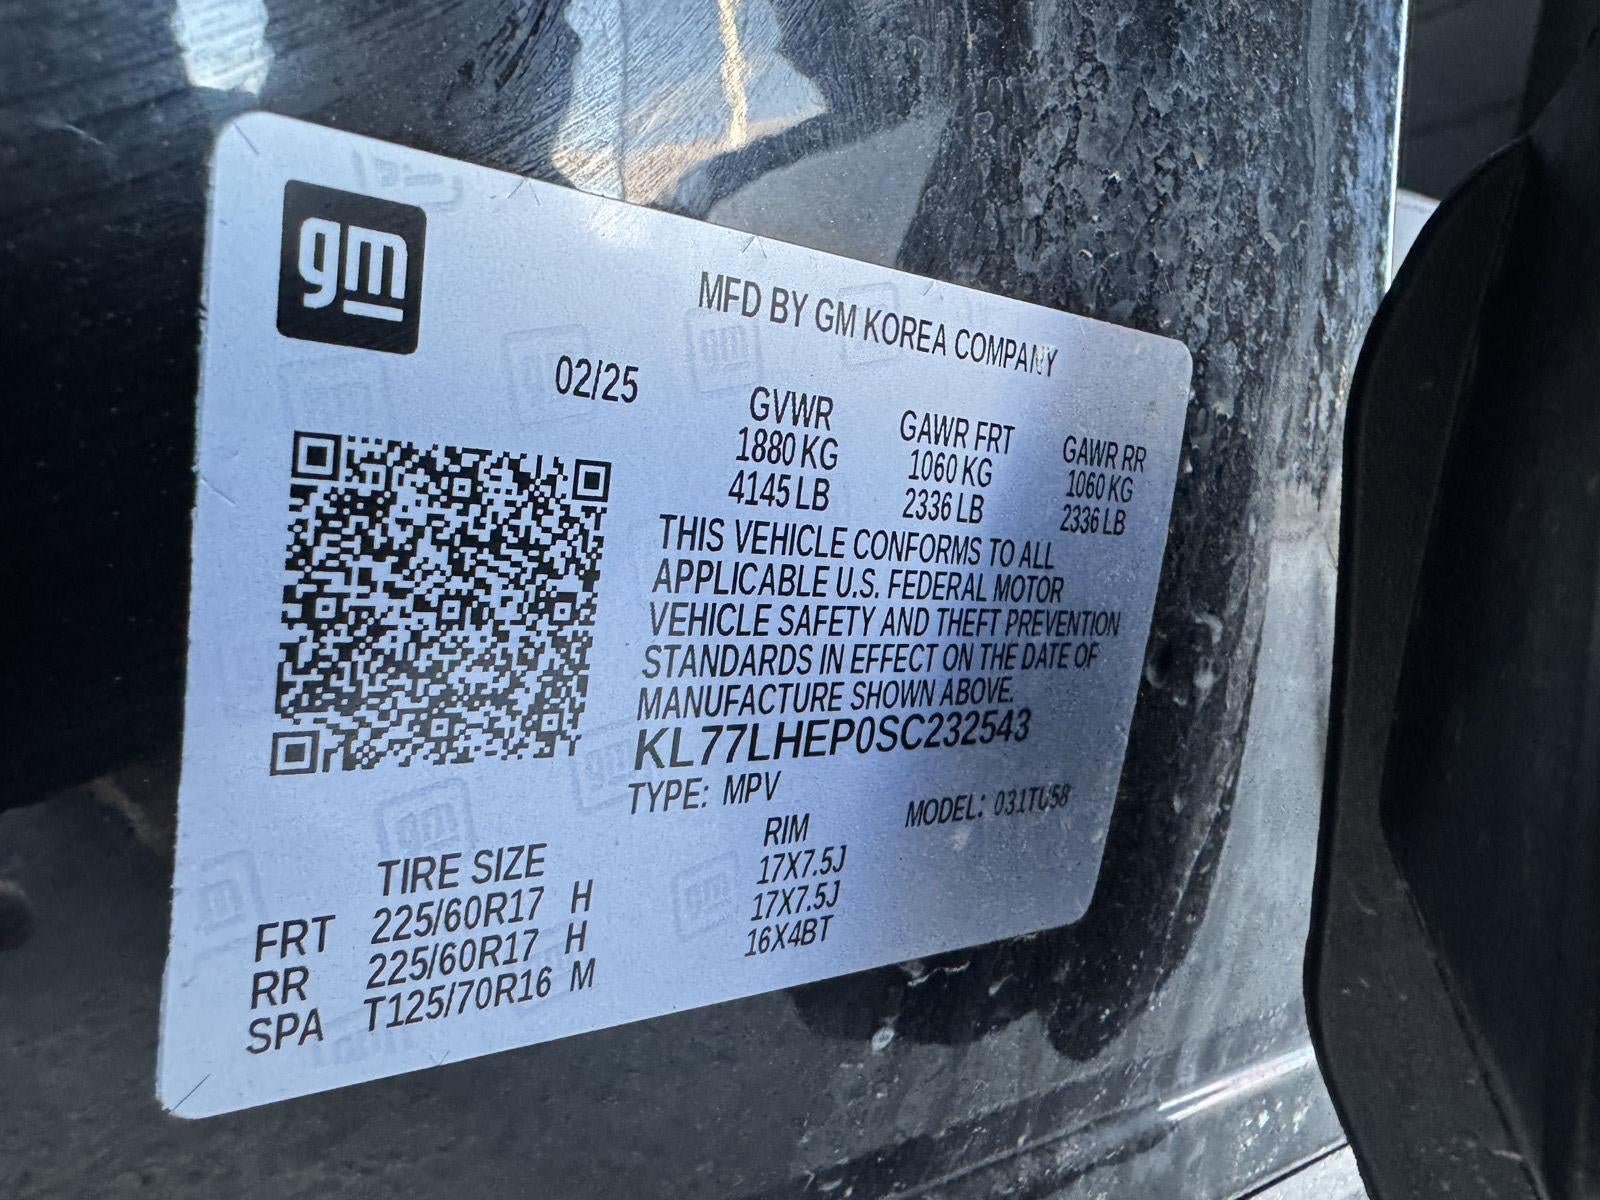 gm
MFD BY GM KOREA COMPANY
02/25
GVWR GAWR FRT GAWR RR
1880 KG 1060 KG 1060 KG
4145 LB 2336 LB 2336 LB
THIS VEHICLE CONFORMS TO ALL
APPLICABLE U.S. FEDERAL MOTOR
VEHICLE SAFETY AND THEFT PREVENTION
STANDARDS IN EFFECT ON THE DATE OF
MANUFACTURE SHOWN ABOVE.
KL77LHEP0SC232543
TYPE: MPV MODEL: 031TU58
TIRE SIZE RIM
FRT 225/60R17 H 17X7.5J
RR 225/60R17 H 17X7.5J
SPA T125/70R16 M 16X4BT